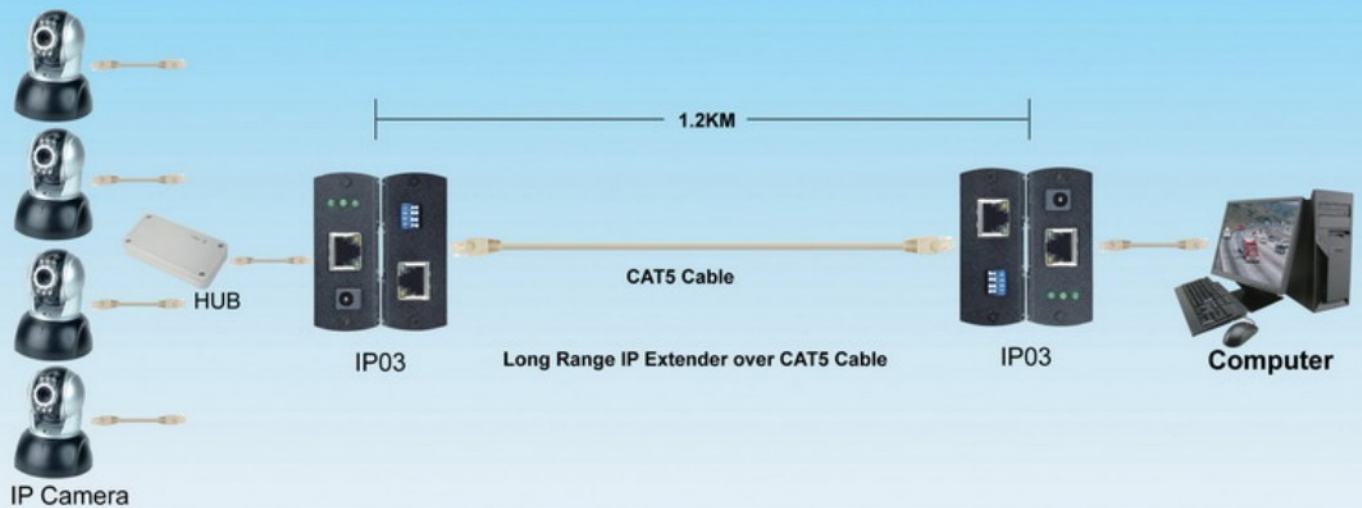 1.2KM
CAT5 Cable
HUB
IP03
Long Range IP Extender over CAT5 Cable
IP03
Computer
IP Camera